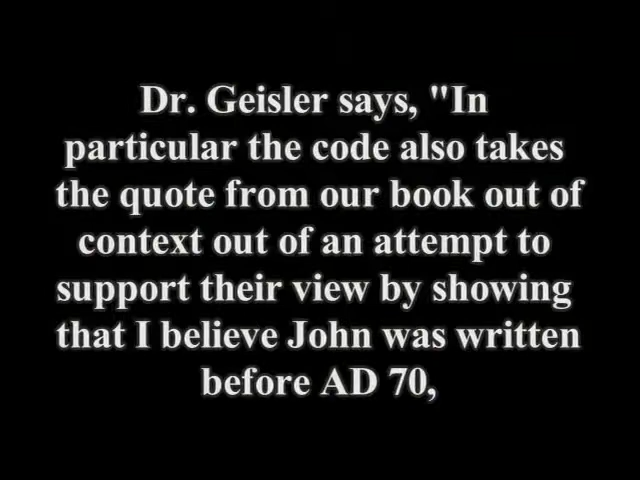 Dr. Geisler says, "In
particular the code also takes
the quote from our book out of
context out of an attempt to
support their view by showing
that I believe John was written
before AD 70,